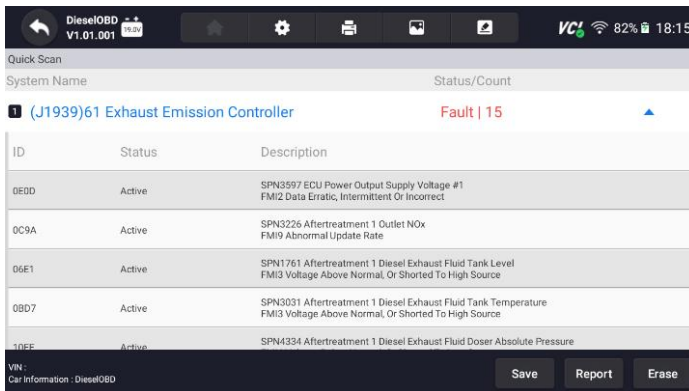 DieselOBD
V1.01.001
19.0V
VCi
82%
18:15
Quick Scan
System Name Status/Count
1 (J1939)61 Exhaust Emission Controller Fault | 15
ID Status Description
0E0D Active SPN3597 ECU Power Output Supply Voltage #1
FMI2 Data Erratic, Intermittent Or Incorrect
0C9A Active SPN3226 Aftertreatment 1 Outlet NOx
FMI9 Abnormal Update Rate
06E1 Active SPN1761 Aftertreatment 1 Diesel Exhaust Fluid Tank Level
FMI3 Voltage Above Normal, Or Shorted To High Source
0BD7 Active SPN3031 Aftertreatment 1 Diesel Exhaust Fluid Tank Temperature
FMI3 Voltage Above Normal, Or Shorted To High Source
10EE Active SPN4334 Aftertreatment 1 Diesel Exhaust Fluid Doser Absolute Pressure
VIN :
Car Information : DieselOBD
Save Report Erase